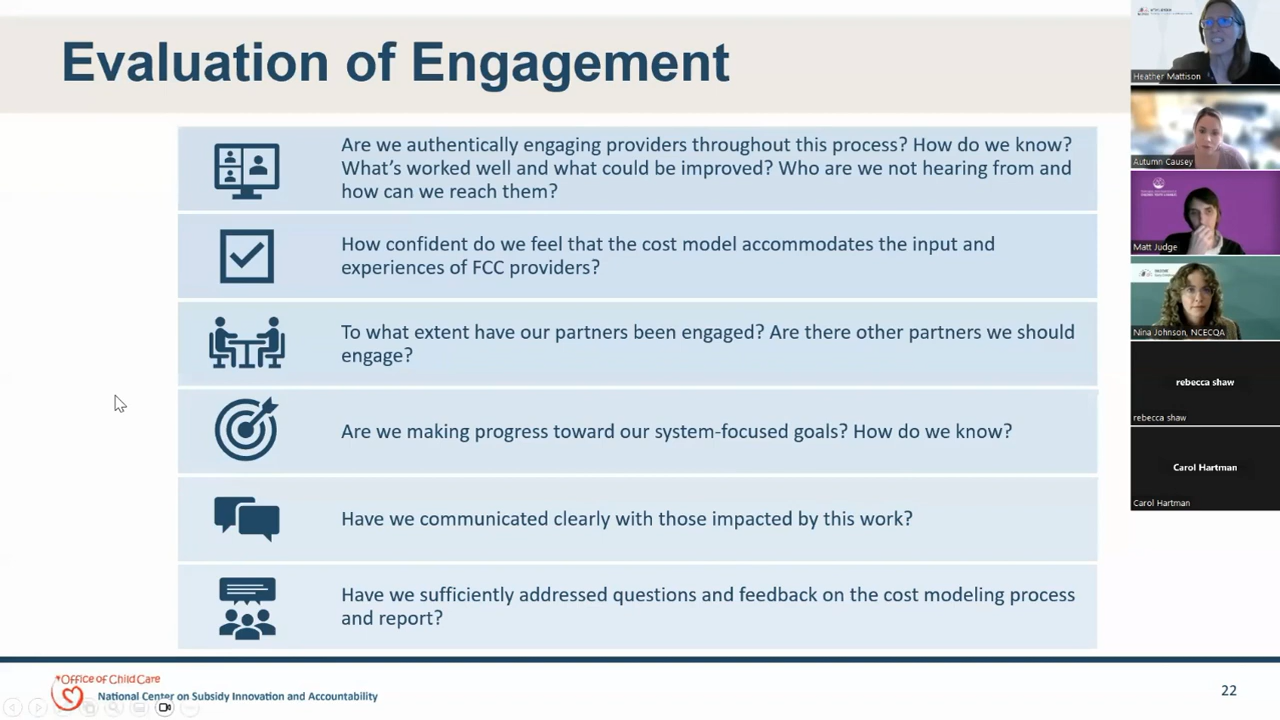 Evaluation of Engagement
Are we authentically engaging providers throughout this process? How do we know?
What's worked well and what could be improved? Who are we not hearing from and
how can we reach them?
How confident do we feel that the cost model accommodates the input and
experiences of FCC providers?
To what extent have our partners been engaged? Are there other partners we should
engage?
Are we making progress toward our system-focused goals? How do we know?
Have we communicated clearly with those impacted by this work?
Have we sufficiently addressed questions and feedback on the cost modeling process
and report?
Office of Child Care
National Center on Subsidy Innovation and Accountability
22
Heather Mattison
Autumn Causey
Matt Judge
Nina Johnson, NCECQA
rebecca shaw
rebecca shaw
Carol Hartman
Carol Hartman